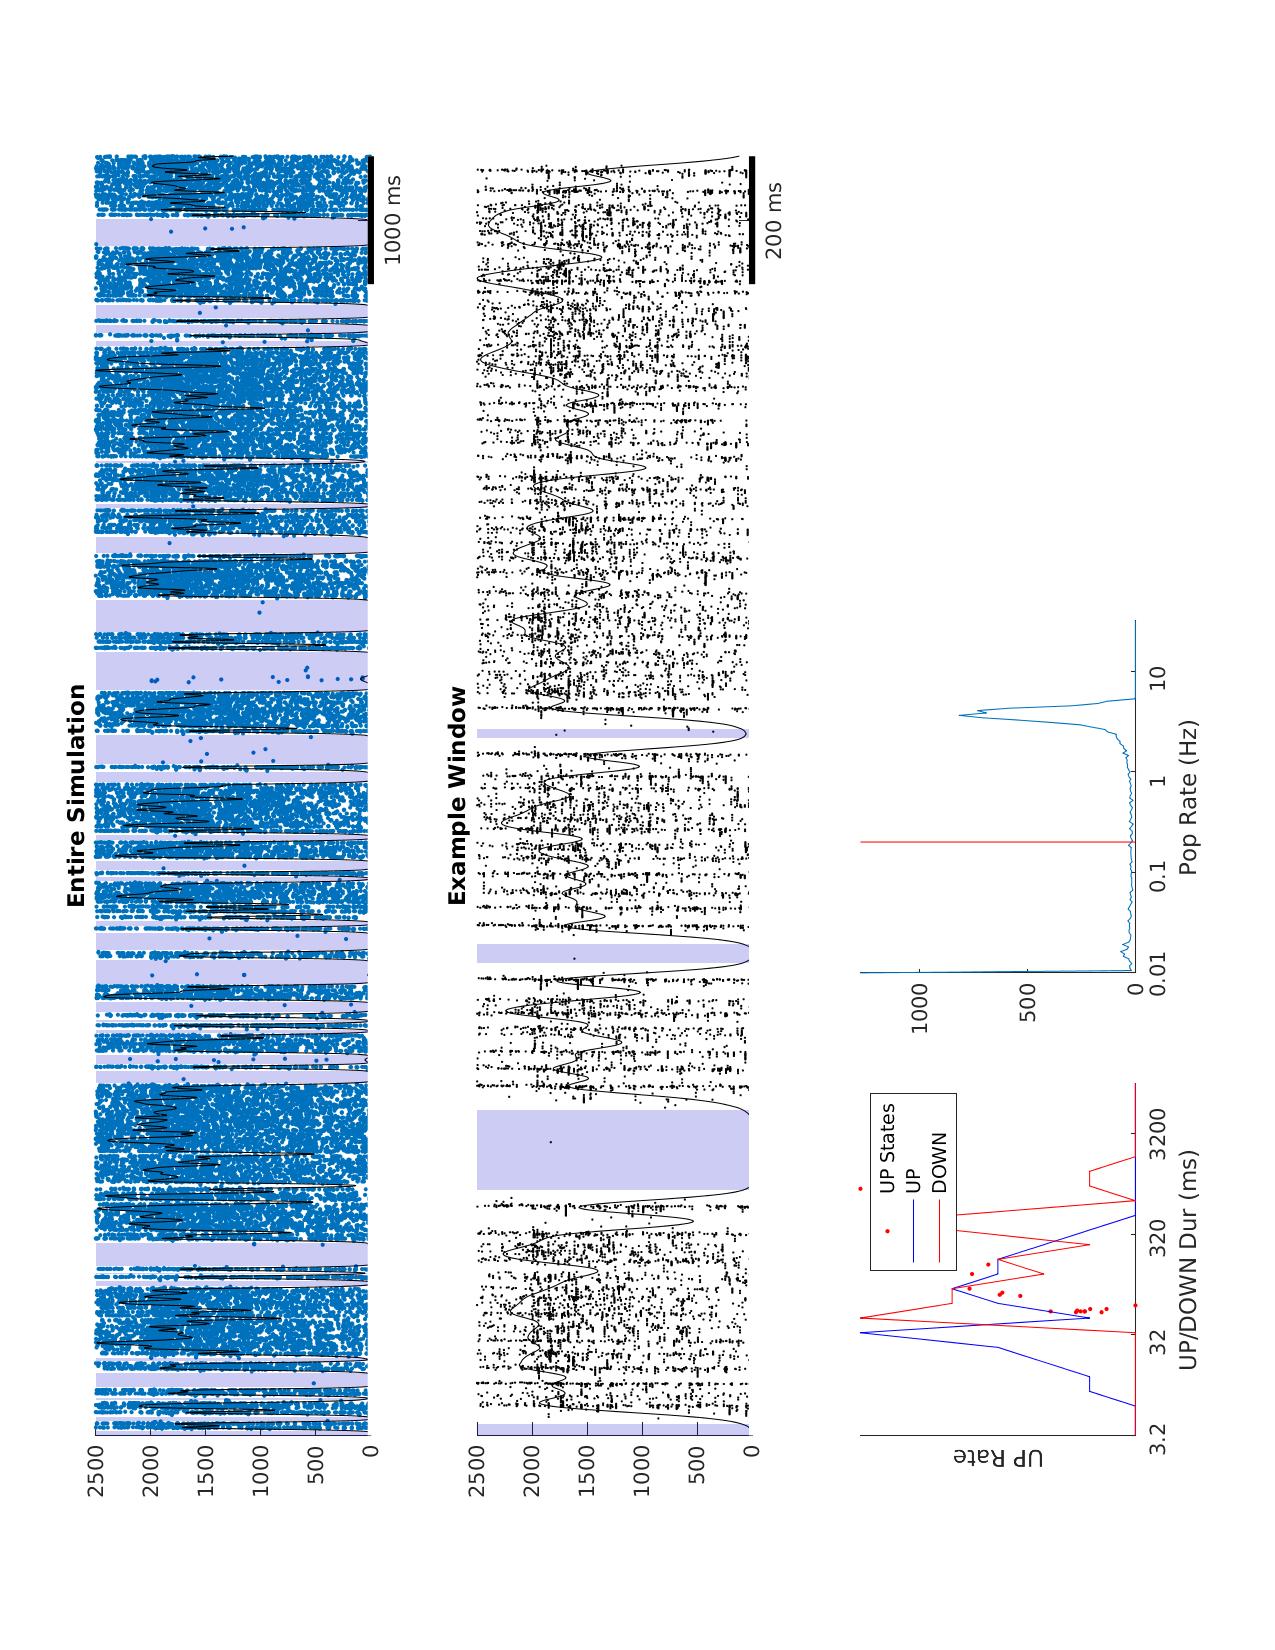 Entire Simulation
2500
2000
1500
1000
500
0
1000 ms
Example Window
2500
2000
1500
1000
500
0
200 ms
UP Rate
UP States
UP
DOWN
3.2
32
320
3200
UP/DOWN Dur (ms)
1000
500
0
0.01
0.1
1
10
Pop Rate (Hz)